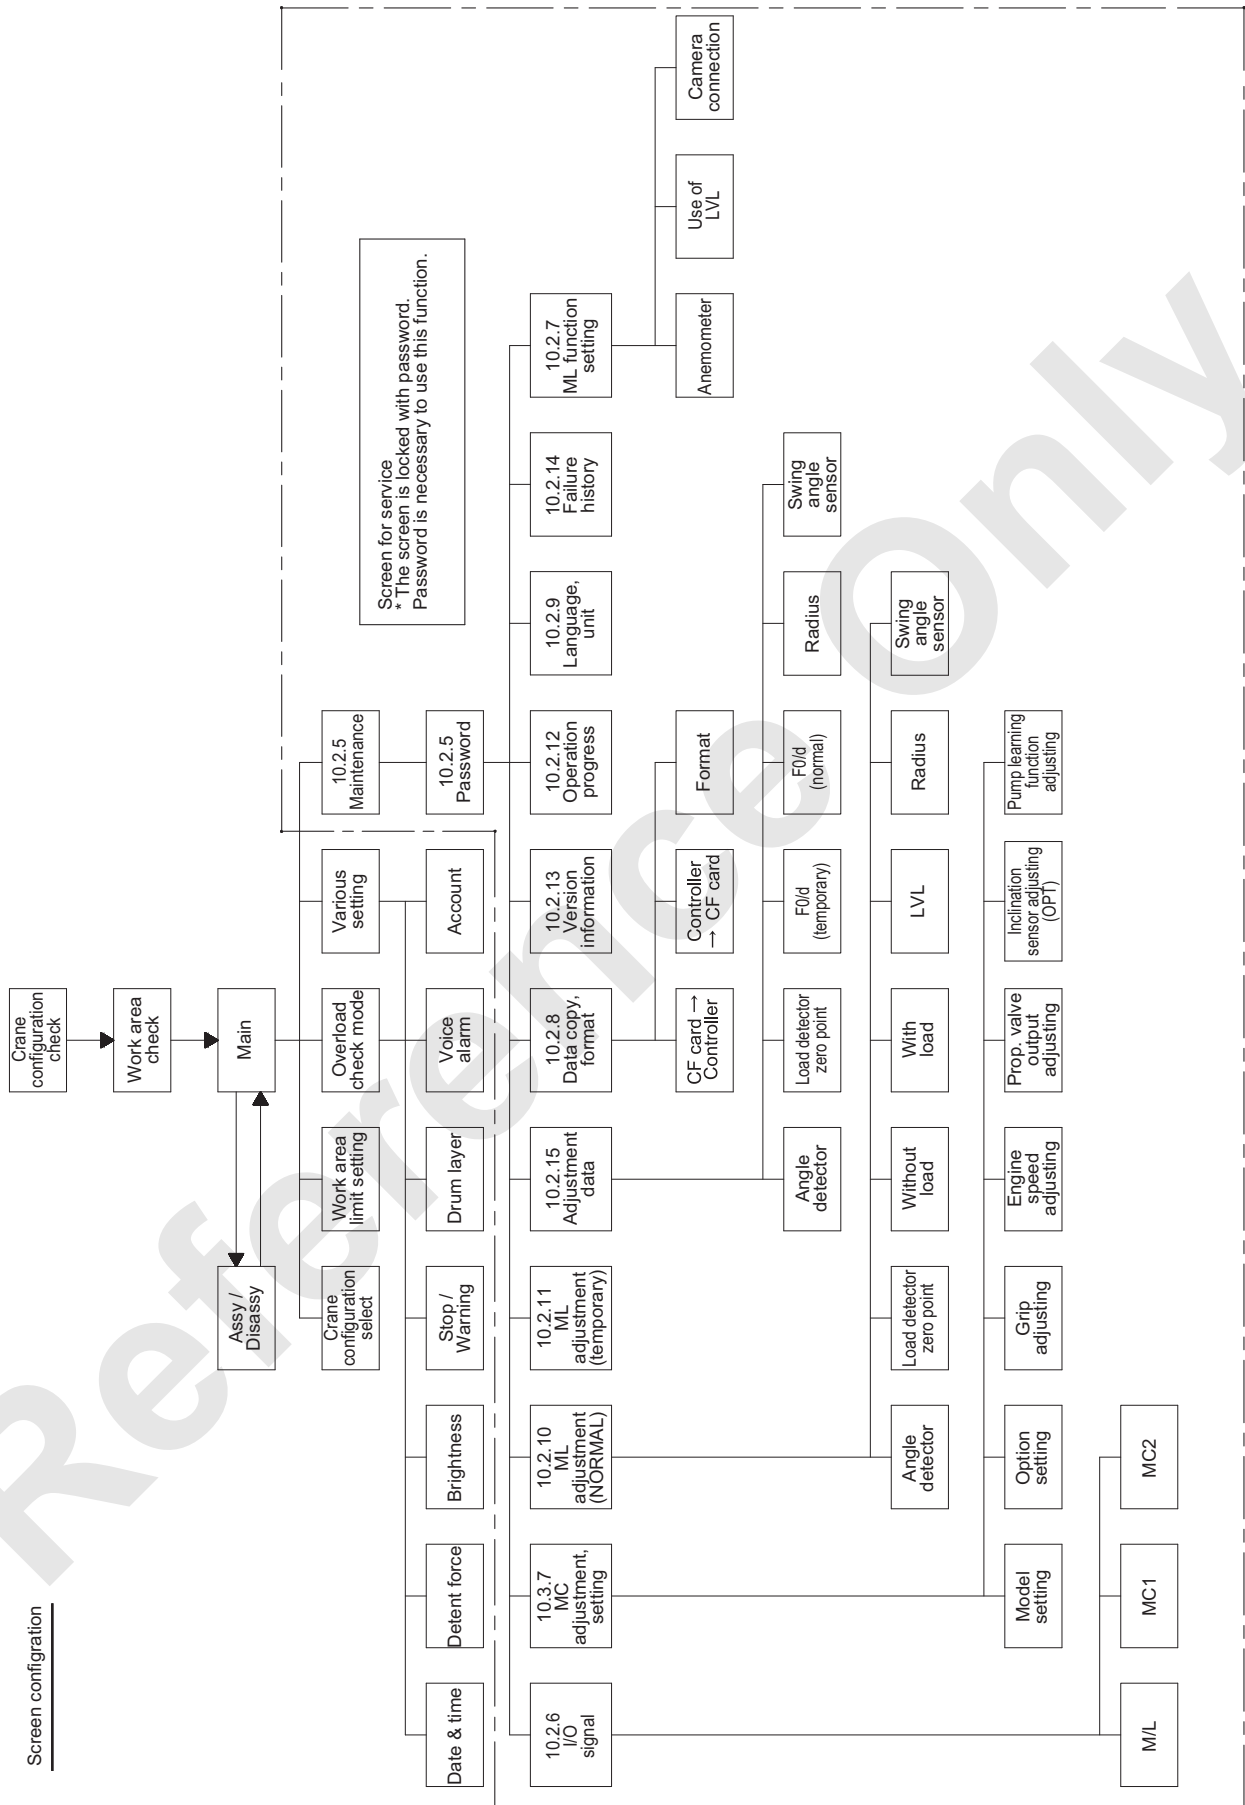 Screen configration
Crane
configuration
check
Work area
check
Main
Assy /
Disassy
Crane
configuration
select
Work area
limit setting
Overload
check mode
Various
setting
10.2.5
Maintenance
Screen for service
* The screen is locked with password.
Password is necessary to use this function.
Date & time
Detent force
Brightness
Stop /
Warning
Drum layer
Voice
alarm
Account
10.2.5
Password
10.2.6
I/O
signal
10.3.7
MC
adjustment,
setting
10.2.10
ML
adjustment
(NORMAL)
10.2.11
ML
adjustment
(temporary)
10.2.15
Adjustment
data
10.2.8
Data copy,
format
10.2.13
Version
information
10.2.12
Operation
progress
10.2.9
Language,
unit
10.2.14
Failure
history
10.2.7
ML function
setting
CF card →
Controller
Controller
→ CF card
Format
Anemometer
Use of
LVL
Camera
connection
Angle
detector
Load detector
zero point
F0/d
(temporary)
F0/d
(normal)
Radius
Swing
angle
sensor
Angle
detector
Load detector
zero point
Without
load
With
load
LVL
Radius
Swing
angle
sensor
Model
setting
Option
setting
Grip
adjusting
Engine
speed
adjusting
Prop. valve
output
adjusting
Inclination
sensor adjusting
(OPT)
Pump learning
function
adjusting
M/L
MC1
MC2
Reference Only